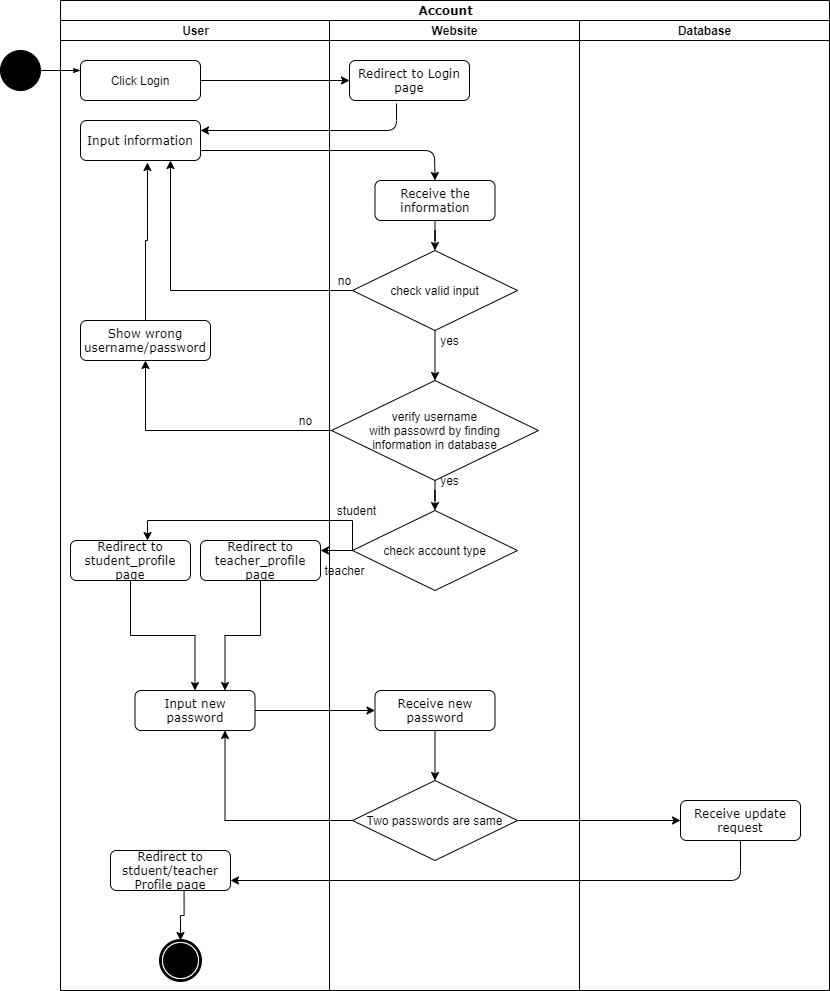 Account
User
Website
Database
Click Login
Redirect to Login
page
Input information
Receive the
information
no
check valid input
Show wrong
username/password
yes
no
verify username
with passowrd by finding
information in database
yes
student
Redirect to
student_profile
page
Redirect to
teacher_profile
page
teacher
check account type
Input new
password
Receive new
password
Two passwords are same
Receive update
request
Redirect to
stduent/teacher
Profile page